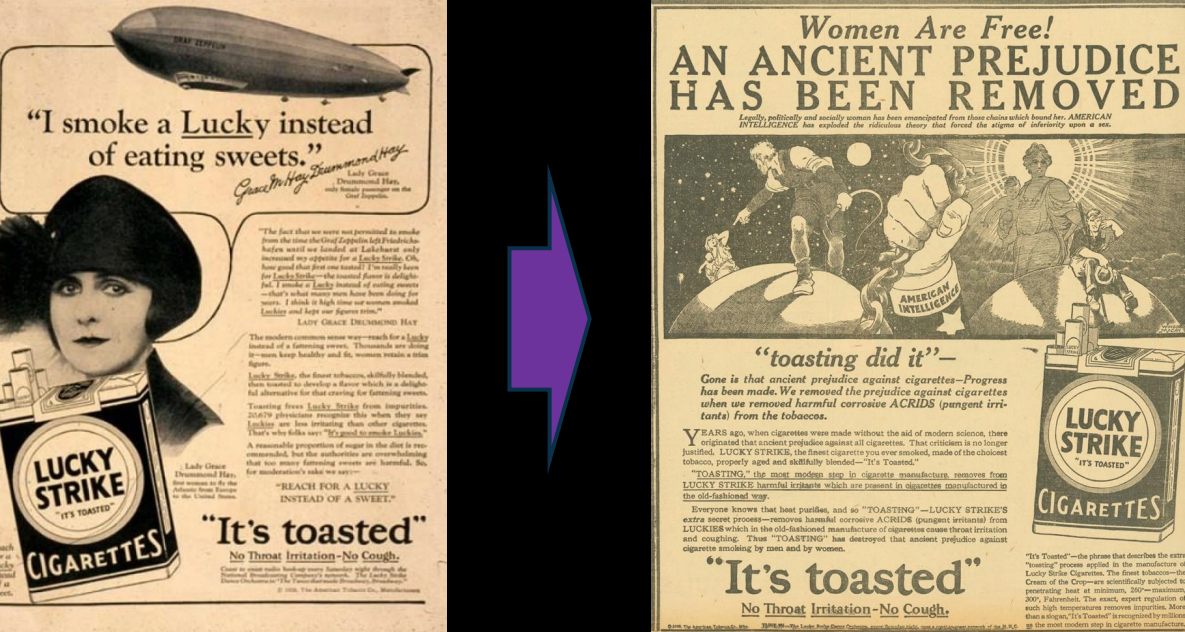 GRAF ZEPPELIN
“I smoke a Lucky instead
of eating sweets.”
Grace M. Hay Drummond Hay
Lady Grace
Drummond Hay,
only female passenger on the
Graf Zeppelin.
"The fact that we were not permitted to smoke
from the time the Graf Zeppelin left Friedrichs-
hafen until we landed at Lakehurst only
increased my appetite for a Lucky Strike. Oh,
how good that first one tasted! I'm really keen
for Lucky Strike—the toasted flavor is delight-
ful. I smoke a Lucky instead of eating sweets
—that's what many men have been doing for
years. I think it high time we women smoked
Luckies and kept our figures trim."
LADY GRACE DRUMMOND HAY
The modern common sense way—reach for a Lucky
instead of a fattening sweet. Thousands are doing
it—men keep healthy and fit, women retain a trim
figure.
Lucky Strike, the finest tobaccos, skilfully blended,
then toasted to develop a flavor which is a delight-
ful alternative for that craving for fattening sweets.
Toasting frees Lucky Strike from impurities.
20,679 physicians recognize this when they say
Luckies are less irritating than other cigarettes.
That's why folks say: "It's good to smoke Luckies."
A reasonable proportion of sugar in the diet is rec-
ommended, but the authorities are overwhelming
that too many fattening sweets are harmful. So,
for moderation's sake we say:—
"REACH FOR A LUCKY
INSTEAD OF A SWEET."
Lady Grace
Drummond Hay,
first woman to fly the
Atlantic from Europe
to the United States.
LUCKY
STRIKE
"IT'S TOASTED"
CIGARETTES
“It's toasted”
No Throat Irritation-No Cough.
Coast to coast radio hook-up every Saturday night through the
National Broadcasting Company's network. The Lucky Strike
Dance Orchestra in "The Tunes that made Broadway, Broadway."
The American Tobacco Co., Manufacturers
Women Are Free!
AN ANCIENT PREJUDICE
HAS BEEN REMOVED
Legally, politically and socially woman has been emancipated from those chains which bound her. AMERICAN
INTELLIGENCE has exploded the ridiculous theory that forced the stigma of inferiority upon a sex.
AMERICAN
INTELLIGENCE
“toasting did it”—
Gone is that ancient prejudice against cigarettes—Progress
has been made. We removed the prejudice against cigarettes
when we removed harmful corrosive ACRIDS (pungent irri-
tants) from the tobaccos.
YEARS ago, when cigarettes were made without the aid of modern science, there
originated that ancient prejudice against all cigarettes. That criticism is no longer
justified. LUCKY STRIKE, the finest cigarette you ever smoked, made of the choicest
tobacco, properly aged and skillfully blended—"It's Toasted."
"TOASTING," the most modern step in cigarette manufacture, removes from
LUCKY STRIKE harmful irritants which are present in cigarettes manufactured in
the old-fashioned way.
Everyone knows that heat purifies, and so "TOASTING"—LUCKY STRIKE'S
extra secret process—removes harmful corrosive ACRIDS (pungent irritants) from
LUCKIES which in the old-fashioned manufacture of cigarettes cause throat irritation
and coughing. Thus "TOASTING" has destroyed that ancient prejudice against
cigarette smoking by men and by women.
LUCKY
STRIKE
"IT'S TOASTED"
CIGARETTES
“It's toasted”
No Throat Irritation-No Cough.
"It's Toasted"—the phrase that describes the extra
"toasting" process applied in the manufacture of
Lucky Strike Cigarettes. The finest tobaccos—the
Cream of the Crop—are scientifically subjected to
penetrating heat at minimum, 260°—maximum,
300°, Fahrenheit. The exact, expert regulation of
such high temperatures removes impurities. More
than a slogan, "It's Toasted" is recognized by millions
as the most modern step in cigarette manufacture.
The American Tobacco Co., Mfrs.